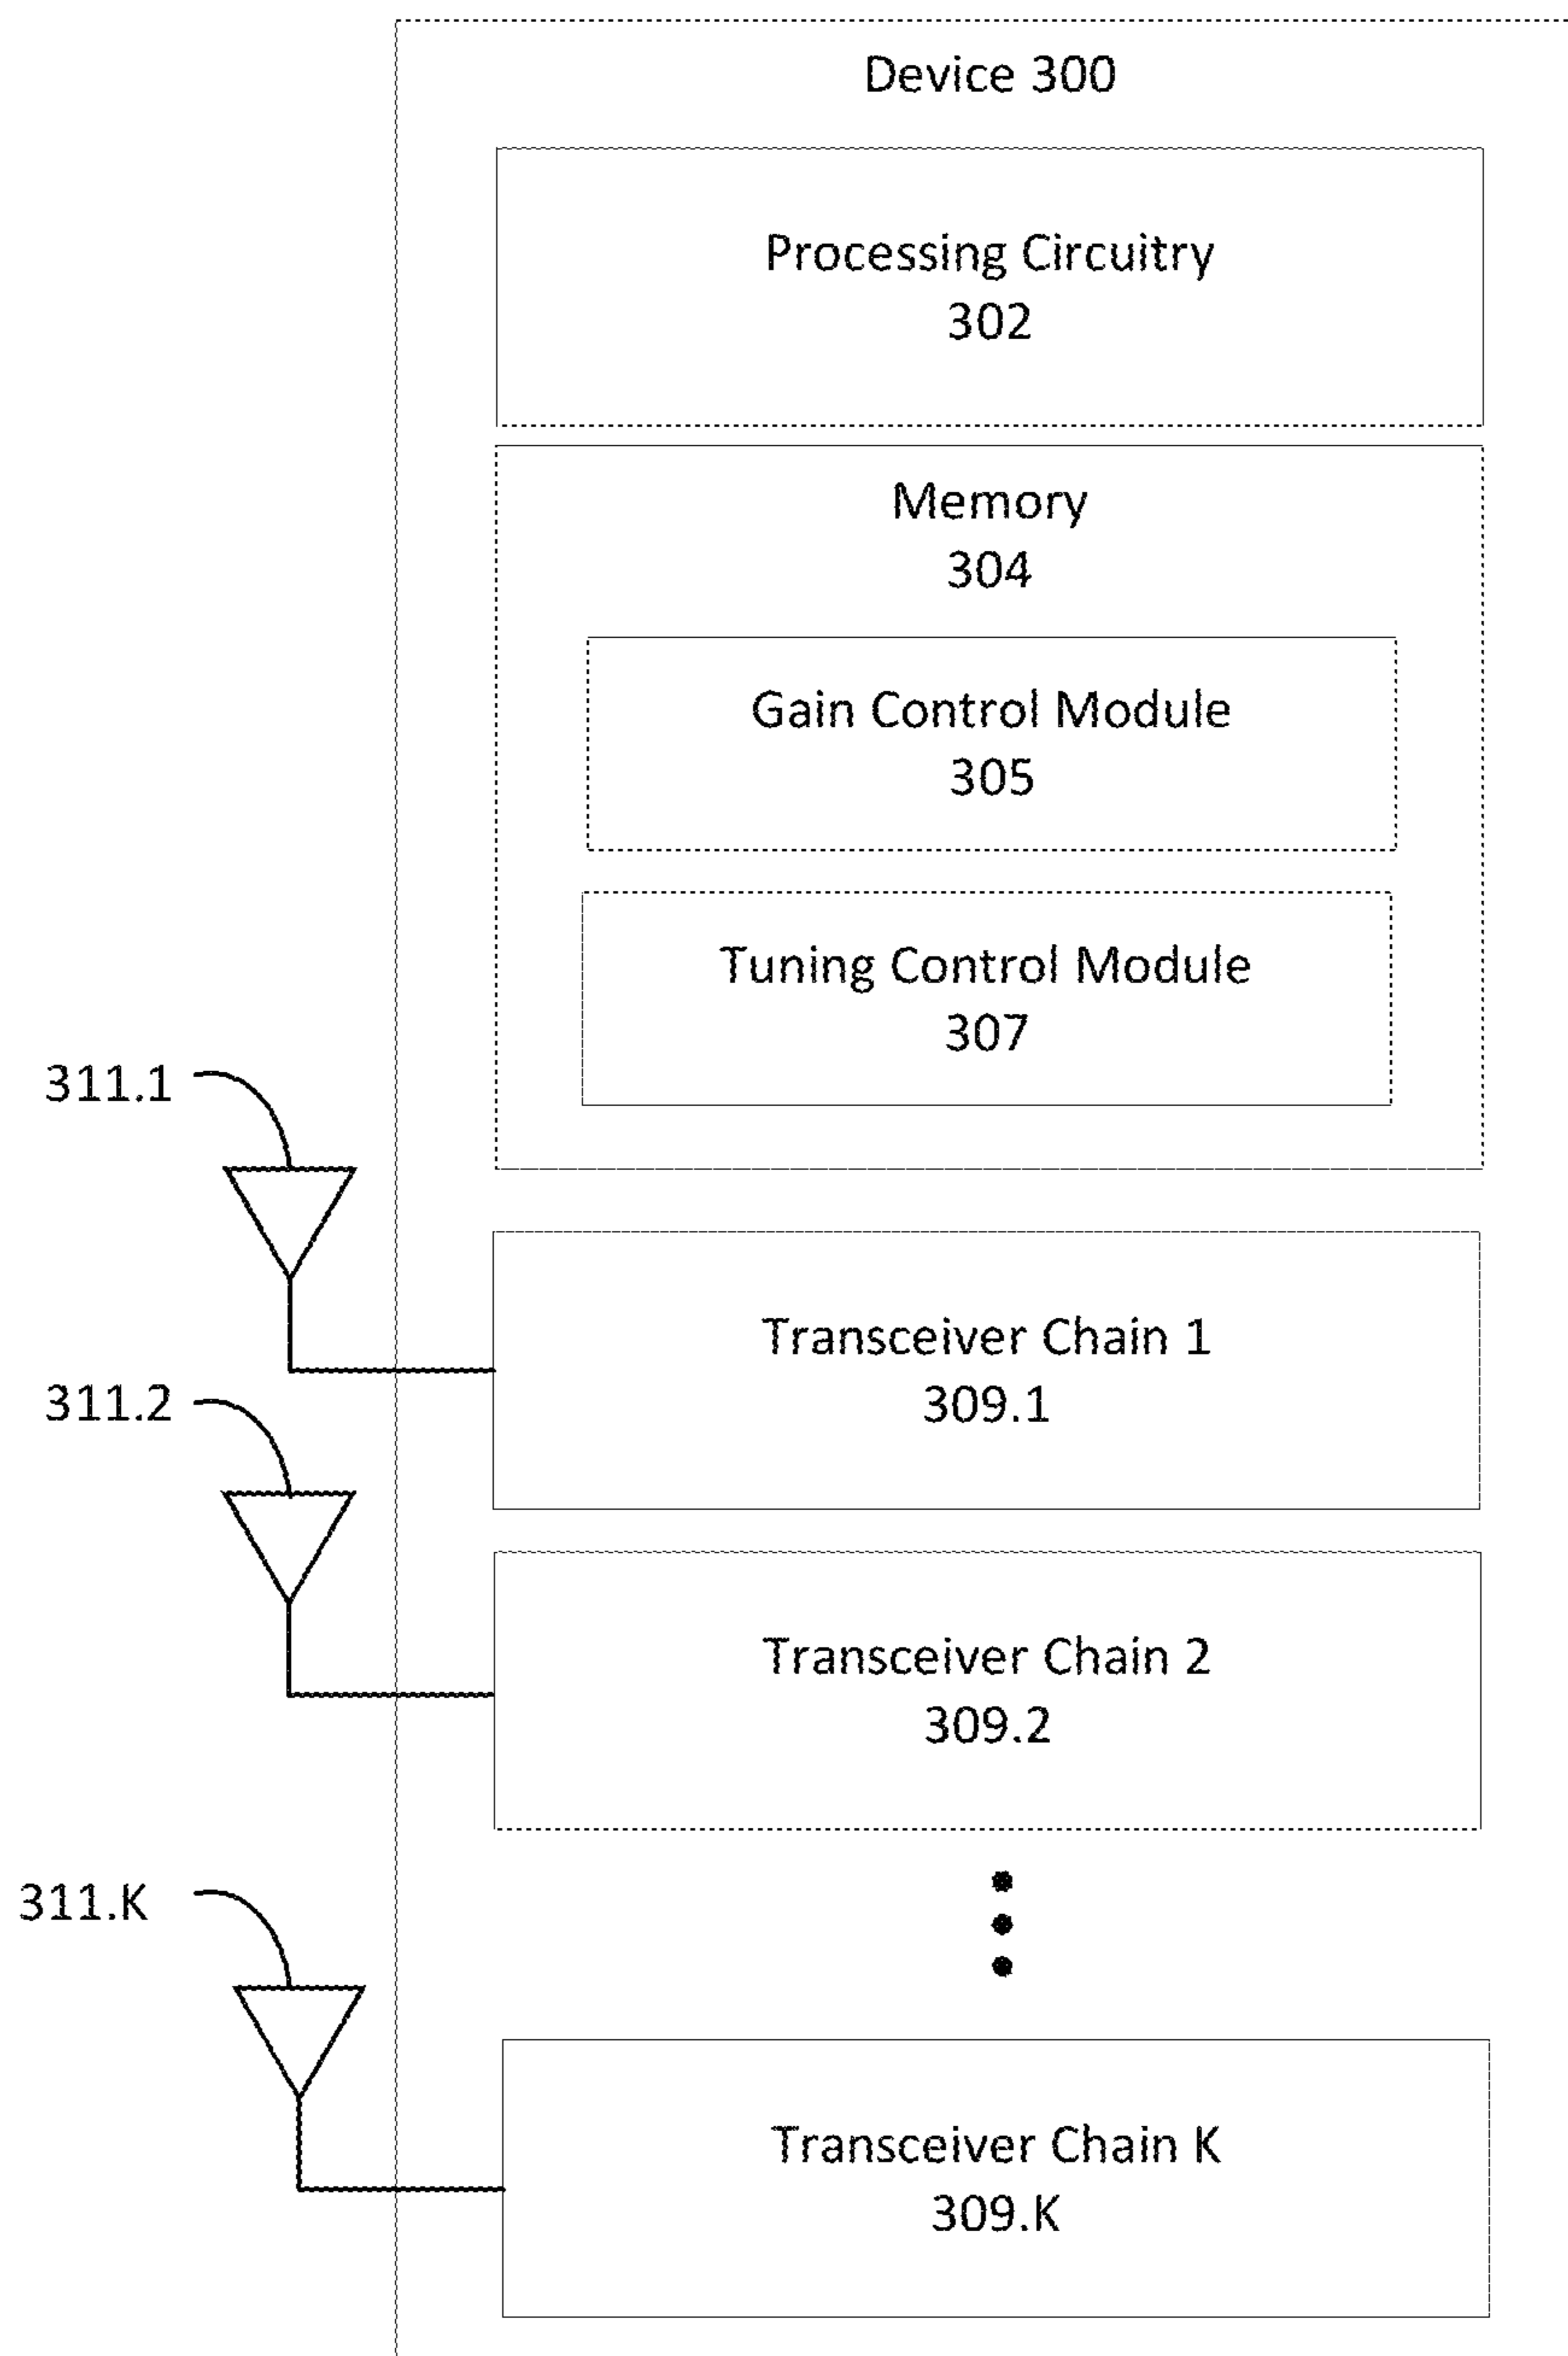 Device 300
Processing Circuitry
302
Memory
304
Gain Control Module
305
Tuning Control Module
307
311.1
Transceiver Chain 1
309.1
311.2
Transceiver Chain 2
309.2
311.K
Transceiver Chain K
309.K